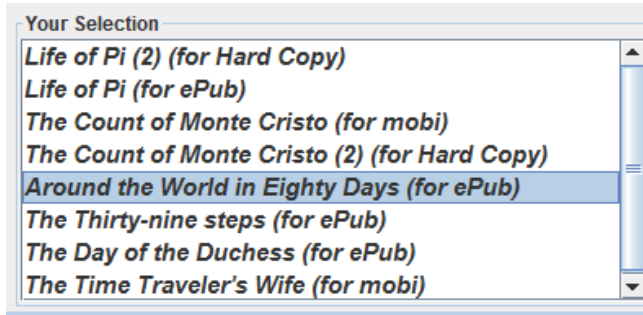 Your Selection
Life of Pi (2) (for Hard Copy)
Life of Pi (for ePub)
The Count of Monte Cristo (for mobi)
The Count of Monte Cristo (2) (for Hard Copy)
Around the World in Eighty Days (for ePub)
The Thirty-nine steps (for ePub)
The Day of the Duchess (for ePub)
The Time Traveler's Wife (for mobi)